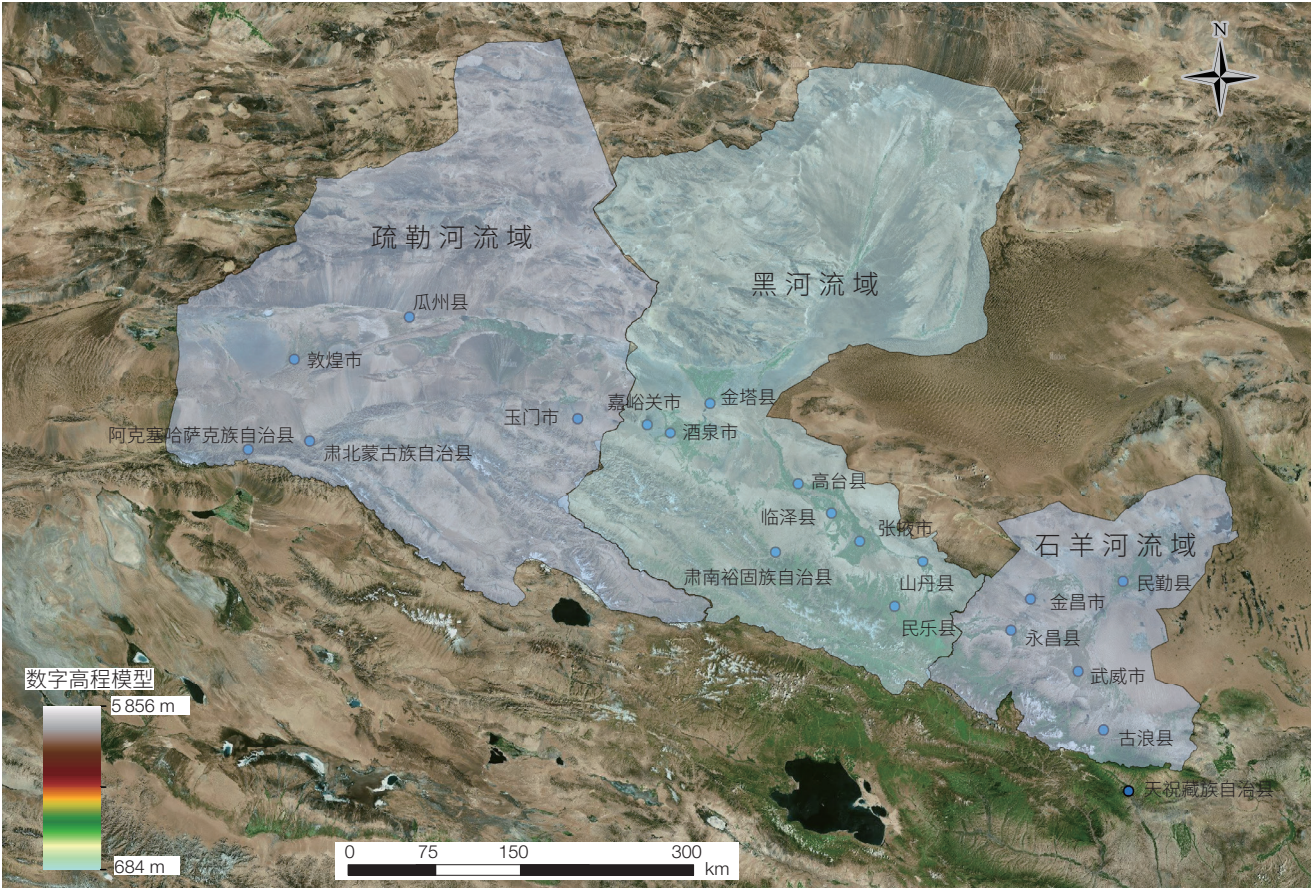 N
疏勒河流域
黑河流域
瓜州县
敦煌市
嘉峪关市
金塔县
玉门市
酒泉市
阿克塞哈萨克族自治县
肃北蒙古族自治县
高台县
临泽县
张掖市
石羊河流域
肃南裕固族自治县
山丹县
民勤县
金昌市
民乐县
永昌县
武威市
古浪县
天祝藏族自治县
数字高程模型
5 856 m
684 m
0 75 150 300
km